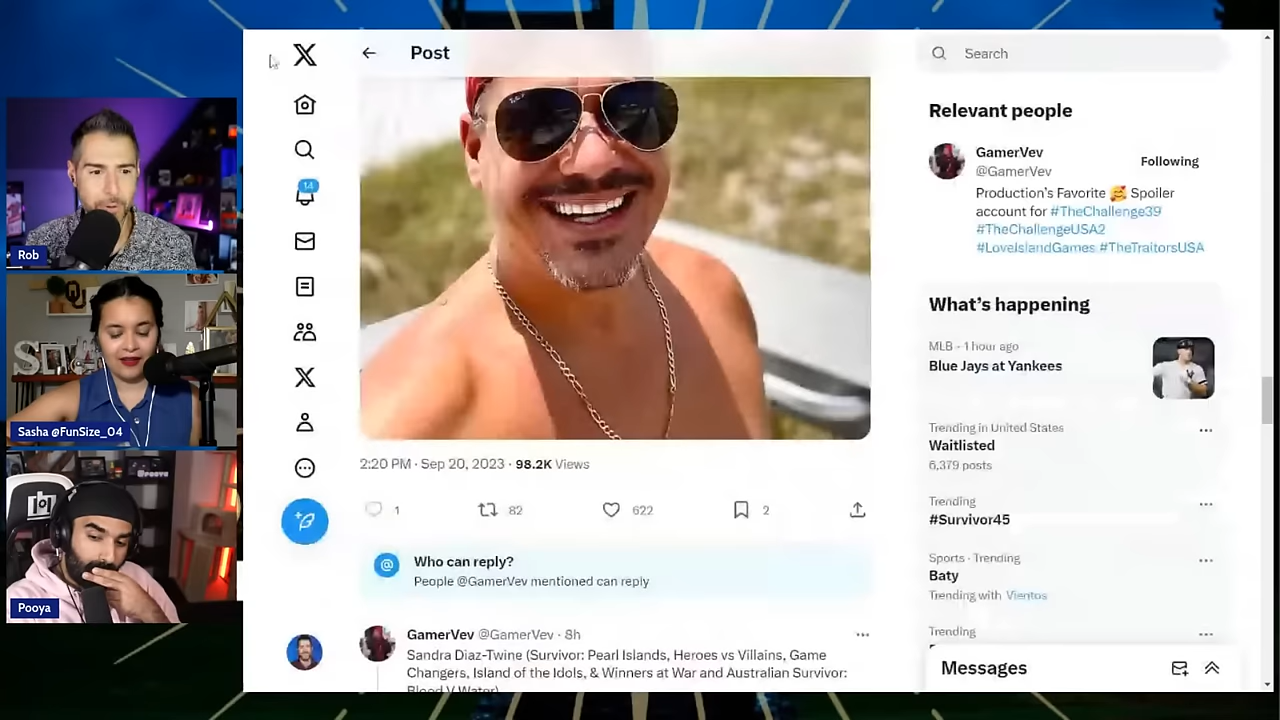 Rob
Sasha @FunSize_04
Pooya
14
Post
2:20 PM · Sep 20, 2023 · 98.2K Views
1
82
622
2
Who can reply?
People @GamerVev mentioned can reply
GamerVev @GamerVev · 8h
Sandra Diaz-Twine (Survivor: Pearl Islands, Heroes vs Villains, Game
Changers, Island of the Idols, & Winners at War and Australian Survivor:
Blood V Water)
Search
Relevant people
GamerVev
@GamerVev
Following
Production's Favorite 🥰 Spoiler
account for #TheChallenge39
#TheChallengeUSA2
#LoveIslandGames #TheTraitorsUSA
What's happening
MLB · 1 hour ago
Blue Jays at Yankees
Trending in United States
Waitlisted
6,379 posts
Trending
#Survivor45
Sports · Trending
Baty
Trending with Vientos
Trending
Messages